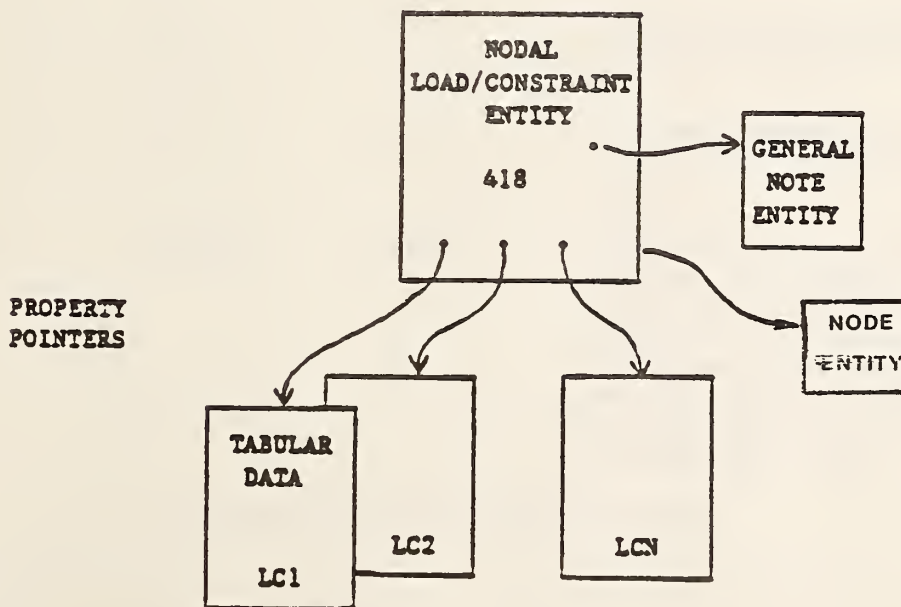 NODAL
LOAD/CONSTRAINT
ENTITY
418
GENERAL
NOTE
ENTITY
PROPERTY
POINTERS
NODE
ENTITY
TABULAR
DATA
LC1
LC2
LCN